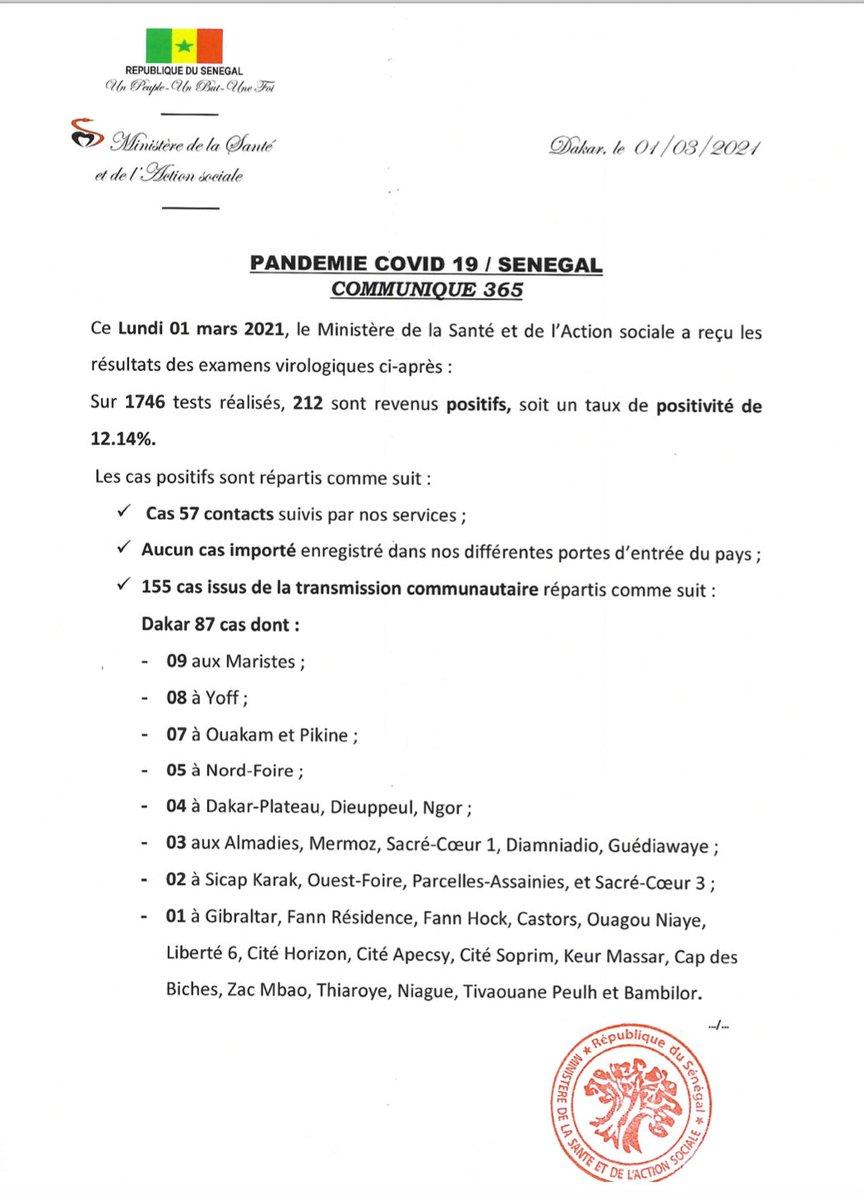 REPUBLIQUE DU SENEGAL
Un Peuple-Un But-Une Foi
Ministère de la Santé
et de l'Action sociale
Dakar, le 01/03/2021
PANDEMIE COVID 19 / SENEGAL
COMMUNIQUE 365
Ce Lundi 01 mars 2021, le Ministère de la Santé et de l'Action sociale a reçu les
résultats des examens virologiques ci-après :
Sur 1746 tests réalisés, 212 sont revenus positifs, soit un taux de positivité de
12.14%.
Les cas positifs sont répartis comme suit :
✓ Cas 57 contacts suivis par nos services ;
✓ Aucun cas importé enregistré dans nos différentes portes d'entrée du pays ;
✓ 155 cas issus de la transmission communautaire répartis comme suit :
Dakar 87 cas dont :
- 09 aux Maristes ;
- 08 à Yoff ;
- 07 à Ouakam et Pikine ;
- 05 à Nord-Foire ;
- 04 à Dakar-Plateau, Dieuppeul, Ngor ;
- 03 aux Almadies, Mermoz, Sacré-Cœur 1, Diamniadio, Guédiawaye ;
- 02 à Sicap Karak, Ouest-Foire, Parcelles-Assainies, et Sacré-Cœur 3 ;
- 01 à Gibraltar, Fann Résidence, Fann Hock, Castors, Ouagou Niaye,
Liberté 6, Cité Horizon, Cité Apecsy, Cité Soprim, Keur Massar, Cap des
Biches, Zac Mbao, Thiaroye, Niague, Tivaouane Peulh et Bambilor.
.../...
★ République du Sénégal ★
MINISTERE DE LA SANTE ET DE L'ACTION SOCIALE